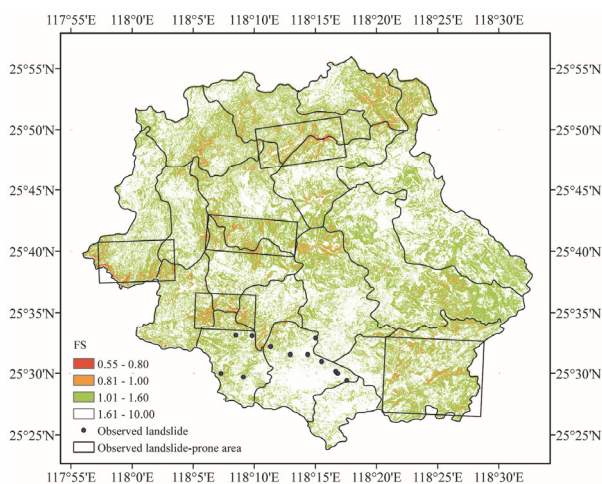 117°55'E 118°0'E 118°5'E 118°10'E 118°15'E 118°20'E 118°25'E 118°30'E
25°55'N 25°55'N
25°50'N 25°50'N
25°45'N 25°45'N
25°40'N 25°40'N
25°35'N 25°35'N
25°30'N 25°30'N
25°25'N 25°25'N
FS
0.55 - 0.80
0.81 - 1.00
1.01 - 1.60
1.61 - 10.00
Observed landslide
Observed landslide-prone area
117°55'E 118°0'E 118°5'E 118°10'E 118°15'E 118°20'E 118°25'E 118°30'E